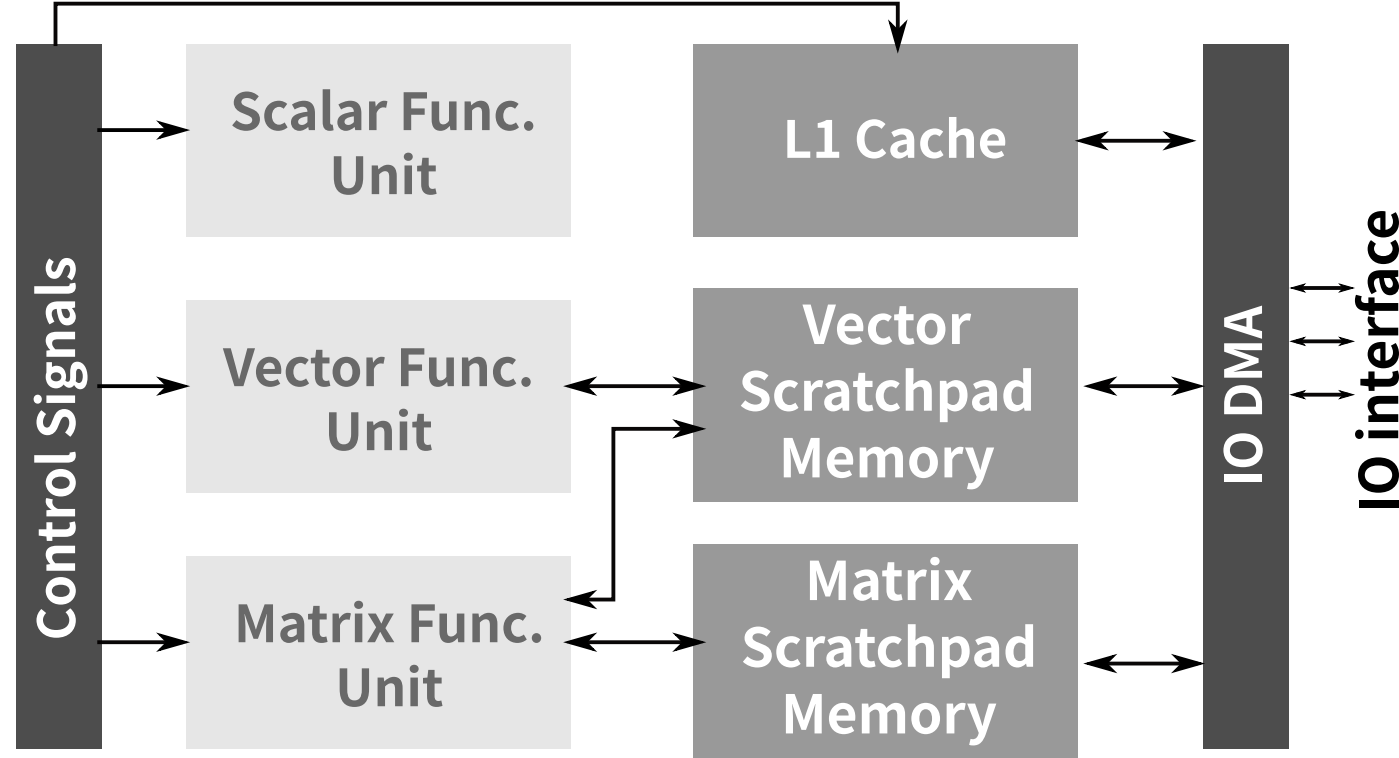 Control Signals
Scalar Func.
Unit
L1 Cache
Vector Func.
Unit
Vector
Scratchpad
Memory
Matrix Func.
Unit
Matrix
Scratchpad
Memory
IO DMA
IO interface